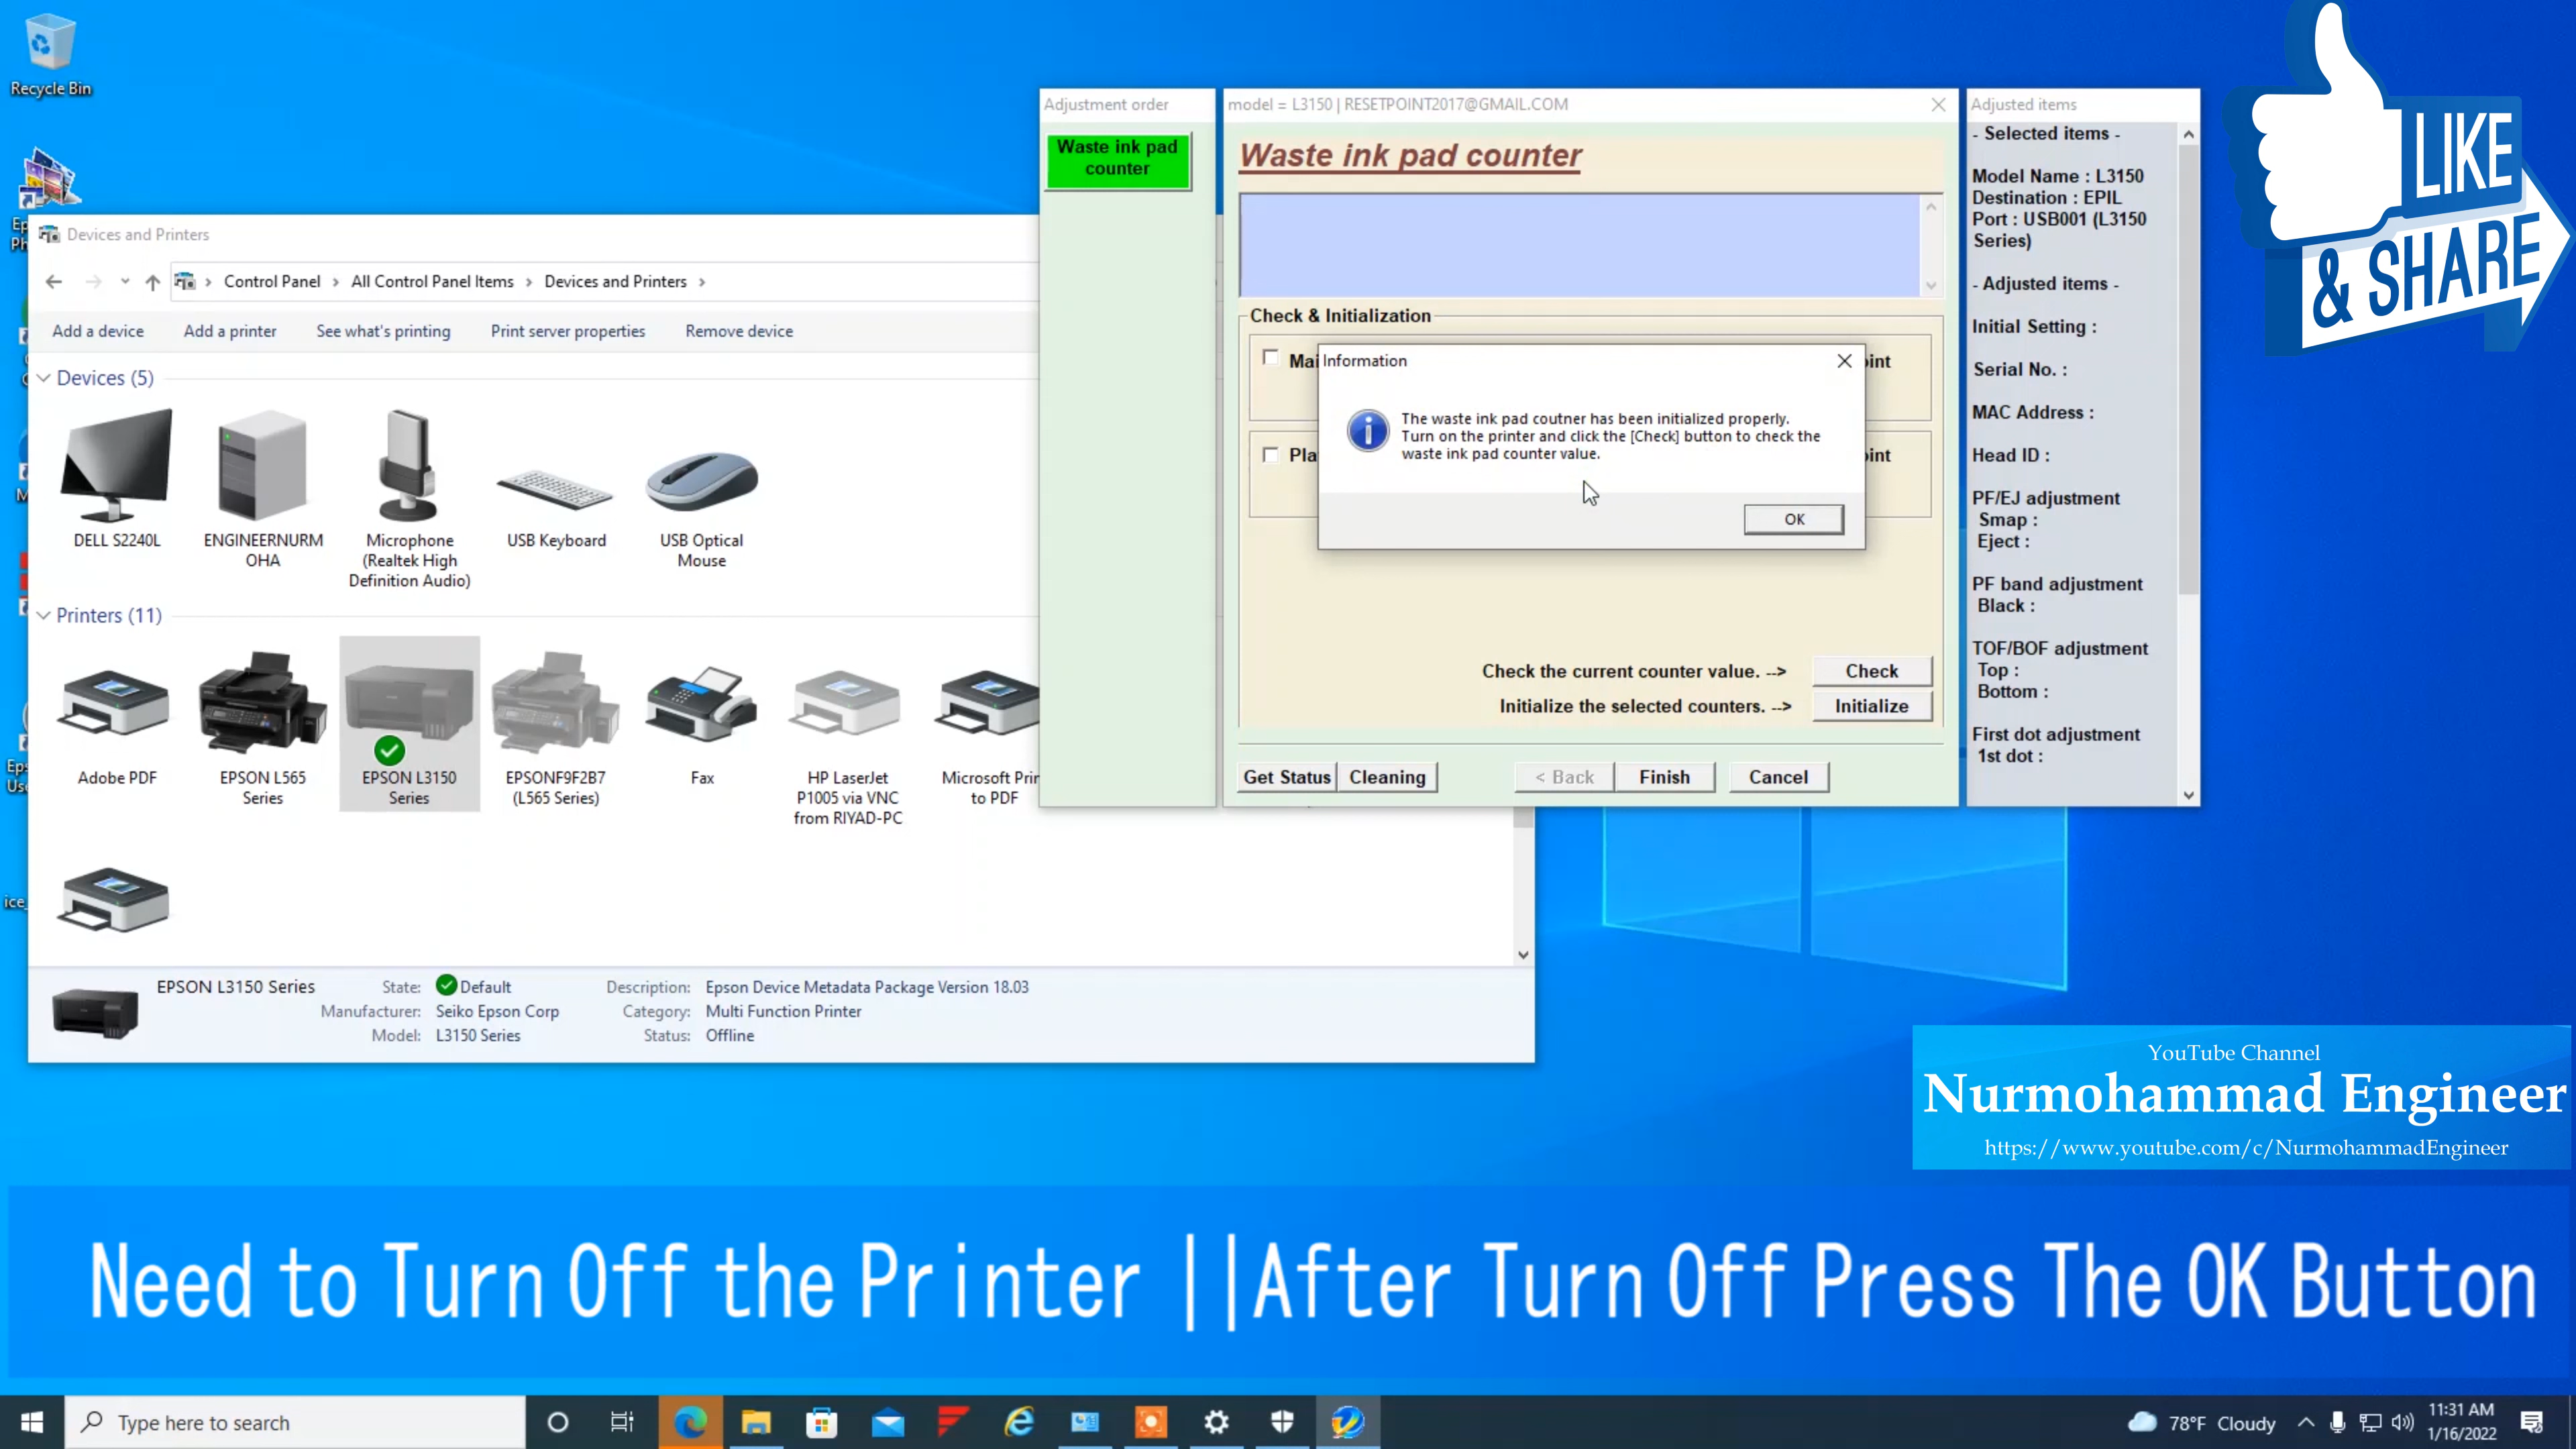 Recycle Bin
Adjustment order
Waste ink pad
counter
model = L3150 | RESETPOINT2017@GMAIL.COM
Waste ink pad counter
Check & Initialization
Mai
int
Pla
int
Information
The waste ink pad coutner has been initialized properly.
Turn on the printer and click the [Check] button to check the
waste ink pad counter value.
OK
Check the current counter value. -->
Check
Initialize the selected counters. -->
Initialize
Get Status
Cleaning
< Back
Finish
Cancel
Adjusted items
- Selected items -
Model Name : L3150
Destination : EPIL
Port : USB001 (L3150
Series)
- Adjusted items -
Initial Setting :
Serial No. :
MAC Address :
Head ID :
PF/EJ adjustment
Smap :
Eject :
PF band adjustment
Black :
TOF/BOF adjustment
Top :
Bottom :
First dot adjustment
1st dot :
LIKE
& SHARE
Ep
Ph
Devices and Printers
Control Panel > All Control Panel Items > Devices and Printers >
Add a device
Add a printer
See what's printing
Print server properties
Remove device
Devices (5)
DELL S2240L
ENGINEERNURM
OHA
Microphone
(Realtek High
Definition Audio)
USB Keyboard
USB Optical
Mouse
Printers (11)
Adobe PDF
EPSON L565
Series
EPSON L3150
Series
EPSONF9F2B7
(L565 Series)
Fax
HP LaserJet
P1005 via VNC
from RIYAD-PC
Microsoft Prin
to PDF
Eps
Use
ice_
EPSON L3150 Series
State: Default
Manufacturer: Seiko Epson Corp
Model: L3150 Series
Description: Epson Device Metadata Package Version 18.03
Category: Multi Function Printer
Status: Offline
YouTube Channel
Nurmohammad Engineer
https://www.youtube.com/c/NurmohammadEngineer
Need to Turn Off the Printer ||After Turn Off Press The OK Button
Type here to search
78°F Cloudy
11:31 AM
1/16/2022